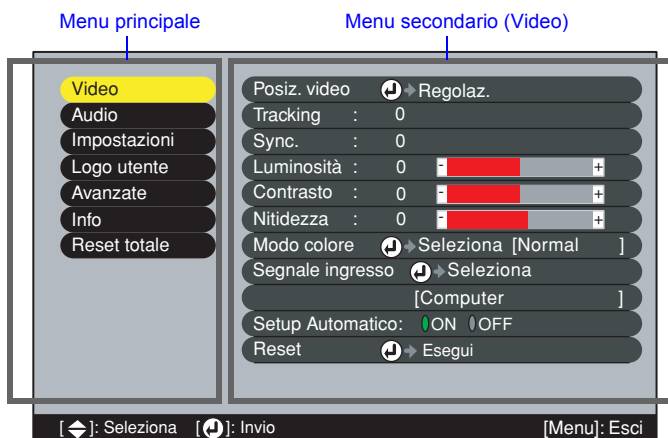 Menu principale
Menu secondario (Video)
Video
Audio
Impostazioni
Logo utente
Avanzate
Info
Reset totale
Posiz. video Regolaz.
Tracking : 0
Sync. : 0
Luminosità : 0 - +
Contrasto : 0 - +
Nitidezza : 0 - +
Modo colore Seleziona [Normal ]
Segnale ingresso Seleziona
[Computer ]
Setup Automatico: ON OFF
Reset Esegui
[ ]: Seleziona [ ]: Invio [Menu]: Esci